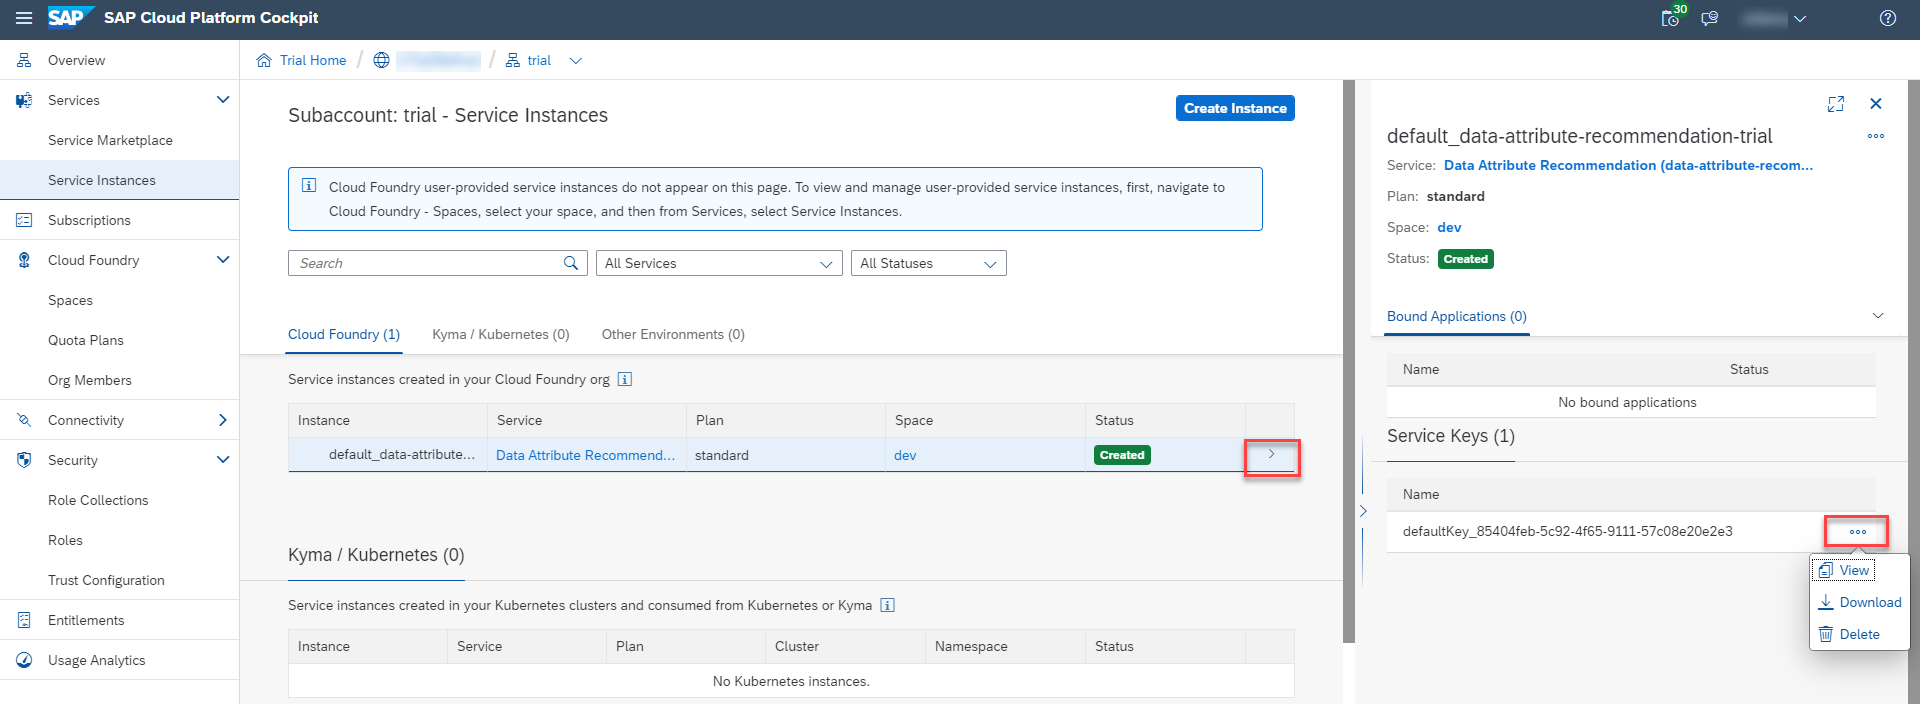 SAP SAP Cloud Platform Cockpit
30
Overview
Services
Service Marketplace
Service Instances
Subscriptions
Cloud Foundry
Spaces
Quota Plans
Org Members
Connectivity
Security
Role Collections
Roles
Trust Configuration
Entitlements
Usage Analytics
Trial Home / / trial
Subaccount: trial - Service Instances
Create Instance
Cloud Foundry user-provided service instances do not appear on this page. To view and manage user-provided service instances, first, navigate to
Cloud Foundry - Spaces, select your space, and then from Services, select Service Instances.
Search
All Services
All Statuses
Cloud Foundry (1) Kyma / Kubernetes (0) Other Environments (0)
Service instances created in your Cloud Foundry org
Instance Service Plan Space Status
default_data-attribute... Data Attribute Recommend... standard dev Created
Kyma / Kubernetes (0)
Service instances created in your Kubernetes clusters and consumed from Kubernetes or Kyma
Instance Service Plan Cluster Namespace Status
No Kubernetes instances.
default_data-attribute-recommendation-trial
Service: Data Attribute Recommendation (data-attribute-recom...
Plan: standard
Space: dev
Status: Created
Bound Applications (0)
Name Status
No bound applications
Service Keys (1)
Name
defaultKey_85404feb-5c92-4f65-9111-57c08e20e2e3
View
Download
Delete